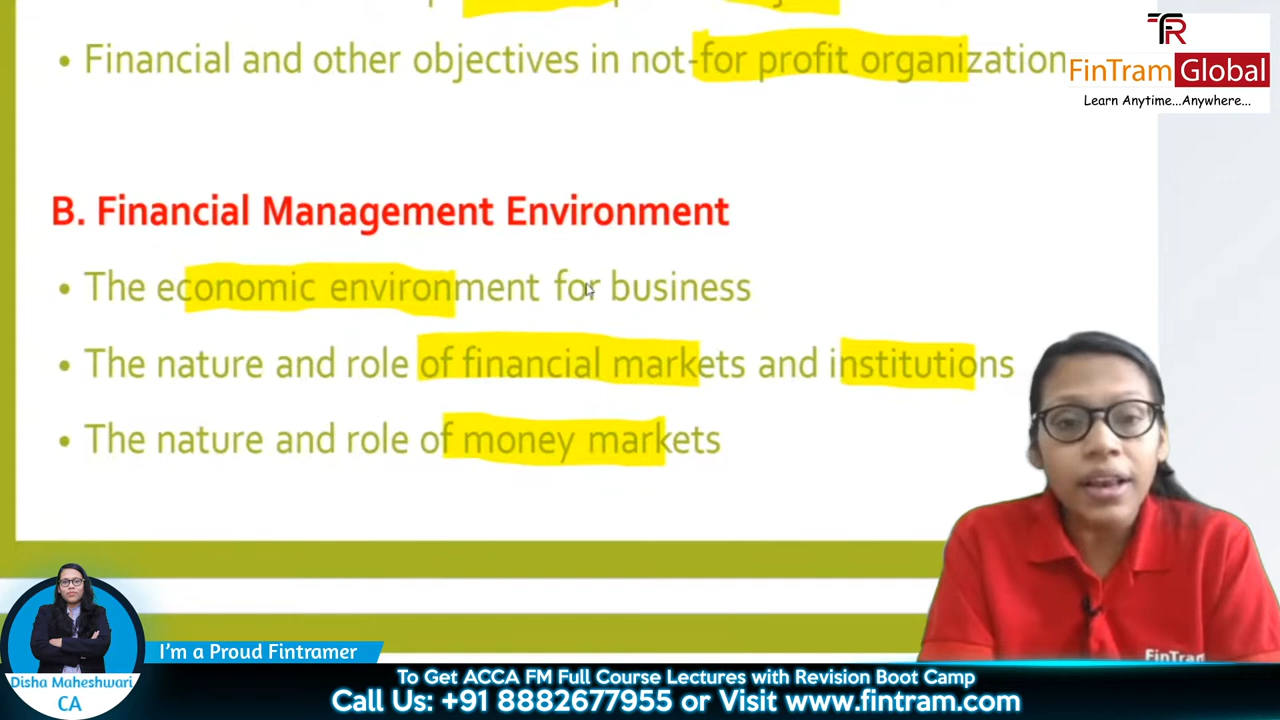 • Financial and other objectives in not-for profit organization
FR
FinTram Global
Learn Anytime...Anywhere...
B. Financial Management Environment
• The economic environment for business
• The nature and role of financial markets and institutions
• The nature and role of money markets
FinTram
I'm a Proud Fintramer
Disha Maheshwari
CA
To Get ACCA FM Full Course Lectures with Revision Boot Camp
Call Us: +91 8882677955 or Visit www.fintram.com